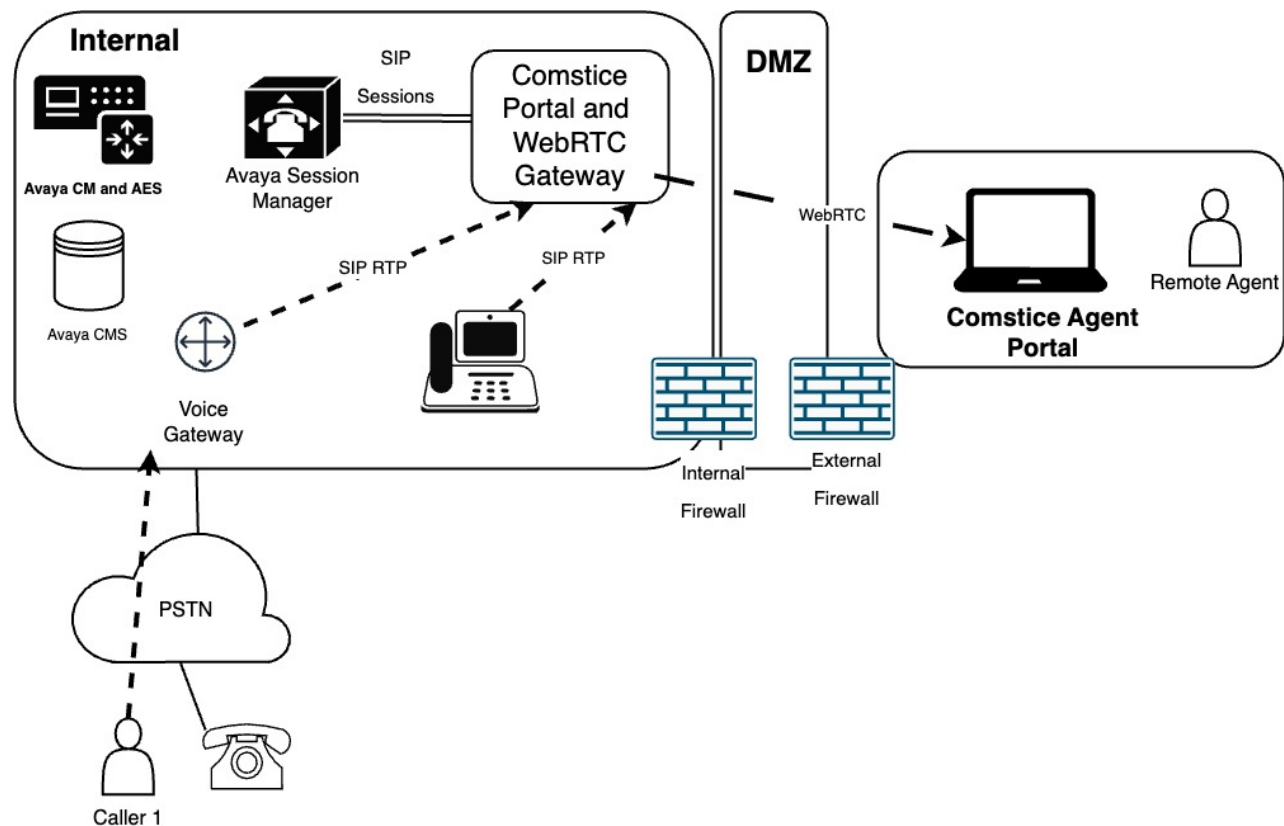 Internal
SIP
Sessions
Comstice
Portal and
WebRTC
Gateway
DMZ
Avaya CM and AES
Avaya Session
Manager
WebRTC
Remote Agent
SIP RTP
SIP RTP
Avaya CMS
Comstice Agent
Portal
Voice
Gateway
Internal
Firewall
External
Firewall
PSTN
Caller 1